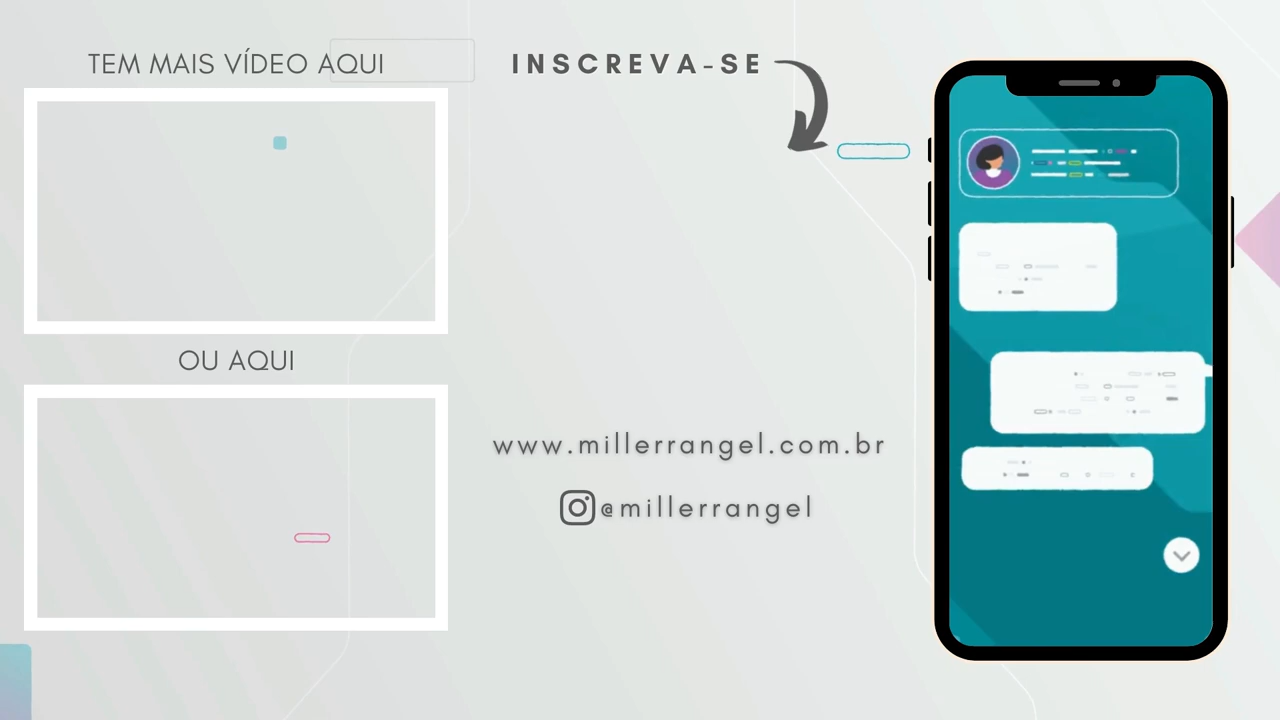 TEM MAIS VÍDEO AQUI
INSCREVA-SE
OU AQUI
www.millerrangel.com.br
@millerrangel